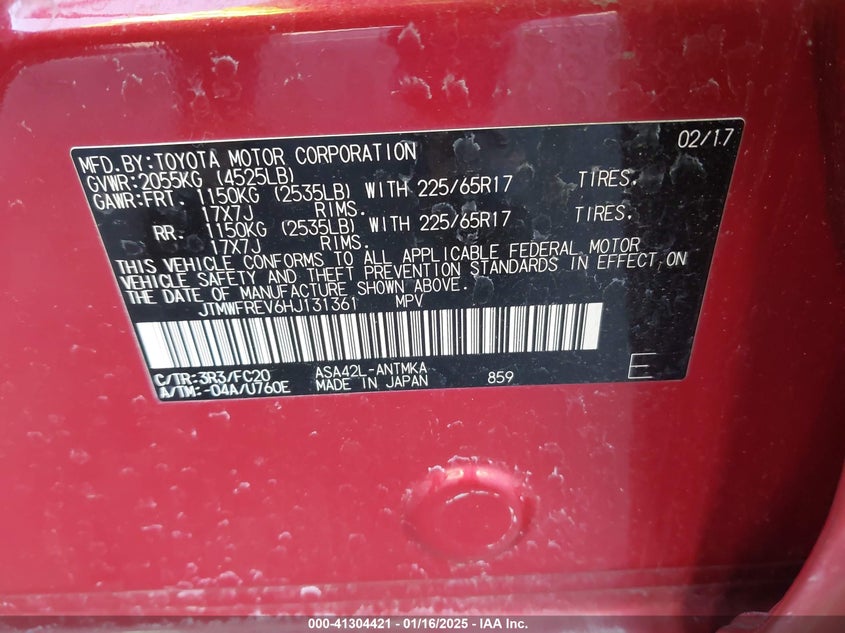 02/17
MFD.BY:TOYOTA MOTOR CORPORATION
GVWR:2055KG (4525LB)
GAWR:FRT. 1150KG (2535LB) WITH 225/65R17 TIRES.
17X7J RIMS.
RR. 1150KG (2535LB) WITH 225/65R17 TIRES.
17X7J RIMS.
THIS VEHICLE CONFORMS TO ALL APPLICABLE FEDERAL MOTOR
VEHICLE SAFETY AND THEFT PREVENTION STANDARDS IN EFFECT ON
THE DATE OF MANUFACTURE SHOWN ABOVE.
JTMWFREV6HJ131361 MPV
C/TR:3R3/FC20 ASA42L-ANTMKA
A/TM:-04A/U760E MADE IN JAPAN 859 E
000-41304421 - 01/16/2025 - IAA Inc.